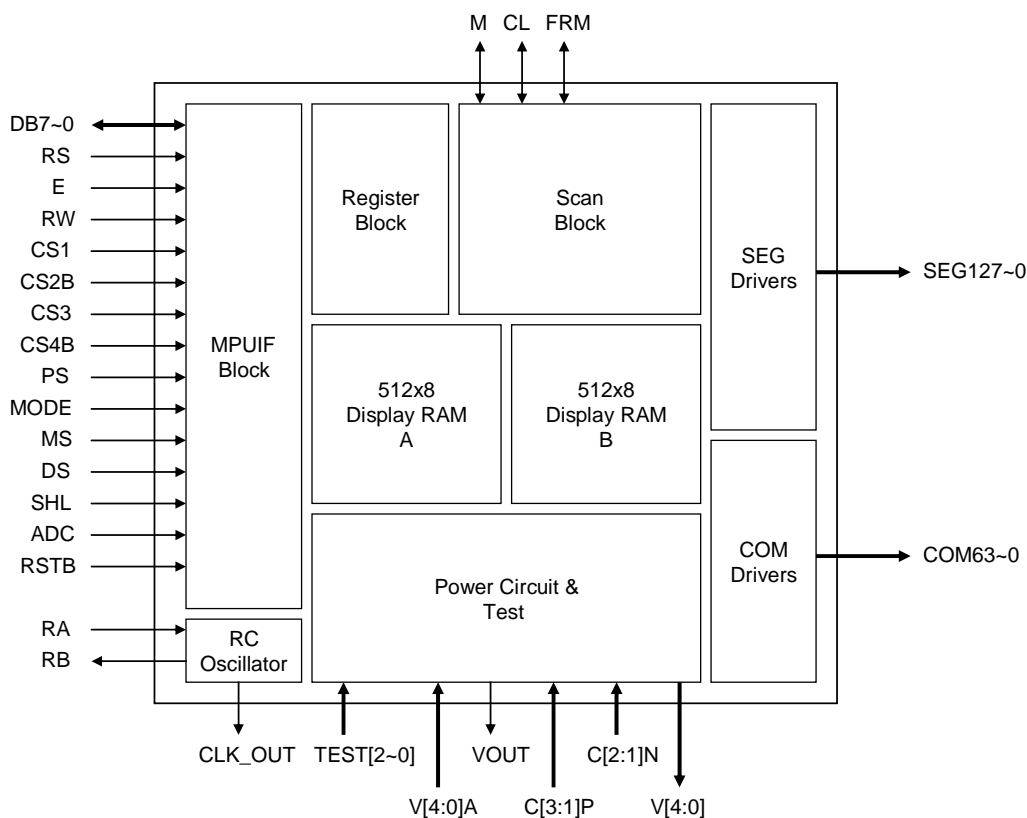 M CL FRM
DB7~0
RS
E
RW
CS1
CS2B
CS3
CS4B
PS
MODE
MS
DS
SHL
ADC
RSTB
RA
RB
MPUIF
Block
RC
Oscillator
Register
Block
Scan
Block
512x8
Display RAM
A
512x8
Display RAM
B
Power Circuit &
Test
SEG
Drivers
COM
Drivers
SEG127~0
COM63~0
CLK_OUT TEST[2~0] VOUT C[2:1]N
V[4:0]A C[3:1]P V[4:0]